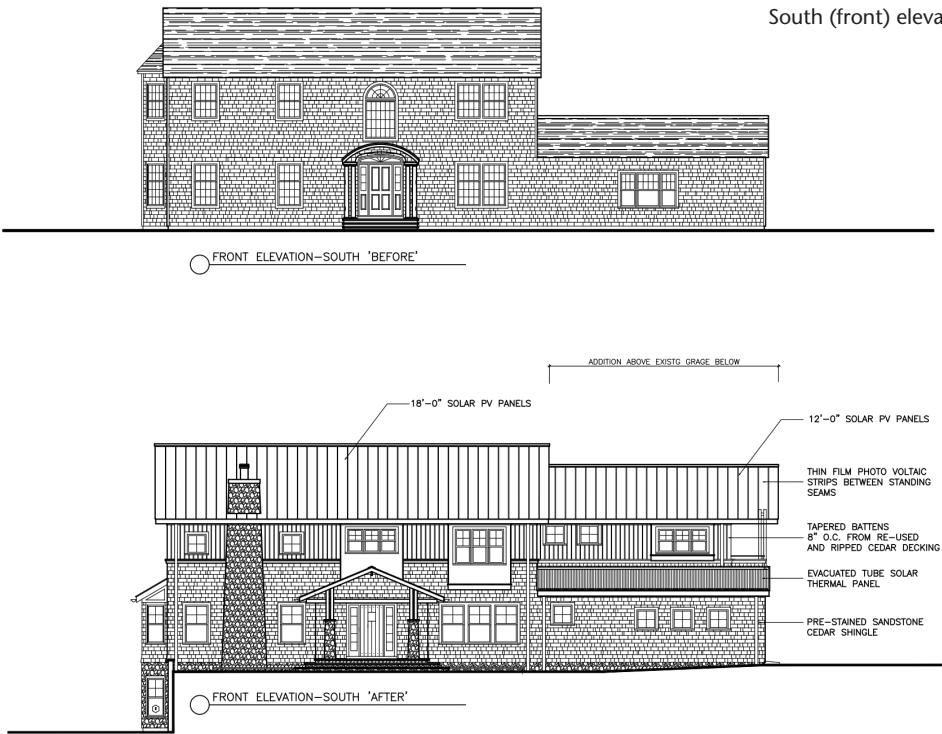 South (front) eleva
FRONT ELEVATION-SOUTH 'BEFORE'
ADDITION ABOVE EXISTG GRAGE BELOW
18'-0" SOLAR PV PANELS
12'-0" SOLAR PV PANELS
THIN FILM PHOTO VOLTAIC
STRIPS BETWEEN STANDING
SEAMS
TAPERED BATTENS
8" O.C. FROM RE-USED
AND RIPPED CEDAR DECKING
EVACUATED TUBE SOLAR
THERMAL PANEL
PRE-STAINED SANDSTONE
CEDAR SHINGLE
FRONT ELEVATION-SOUTH 'AFTER'